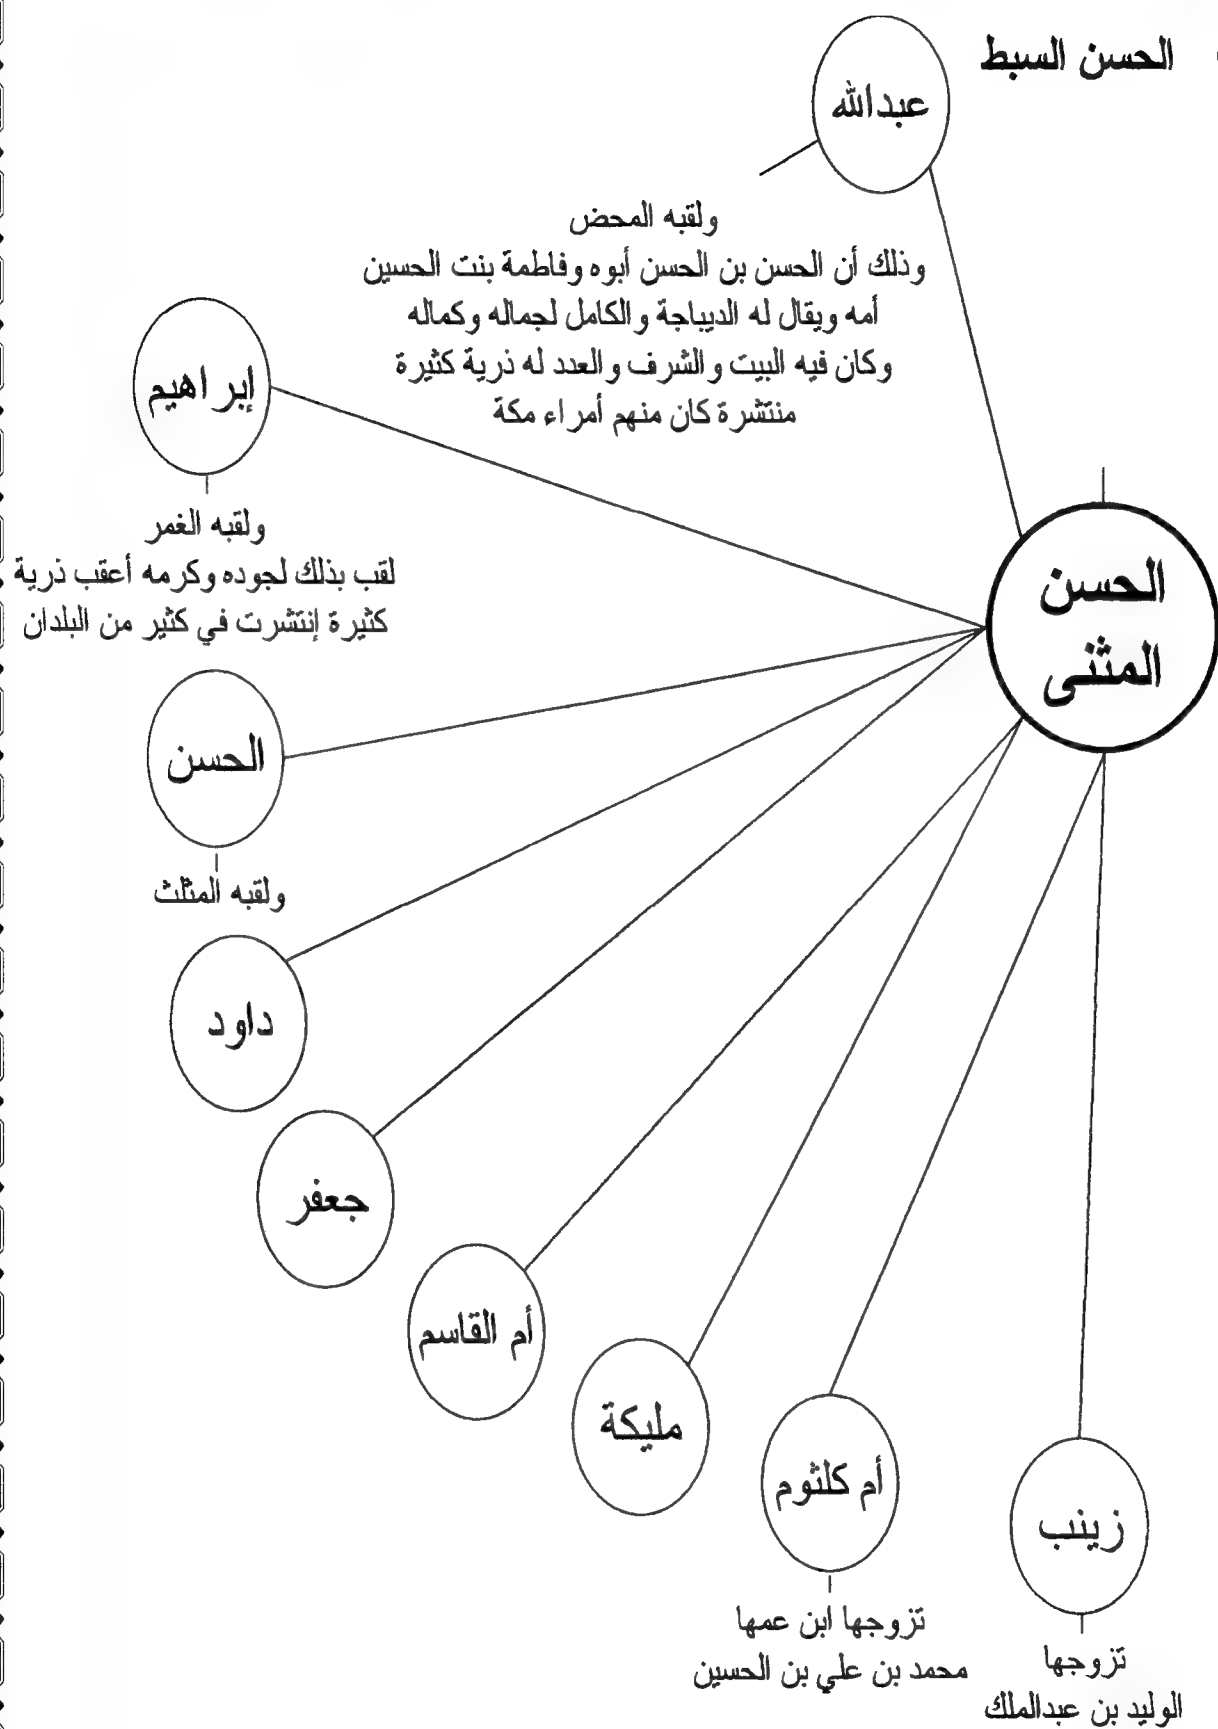 الحسن السبط
عبدالله
ولقبه المحض
وذلك أن الحسن بن الحسن أبوه وفاطمة بنت الحسين
أمه ويقال له الديباجة والكامل لجماله وكماله
وكان فيه البيت والشرف والعدد له ذرية كثيرة
منتشرة كان منهم أمراء مكة
إبراهيم
ولقبه الغمر
لقب بذلك لجوده وكرمه أعقب ذرية
كثيرة إنتشرت في كثير من البلدان
الحسن
المثنى
الحسن
ولقبه المثلث
داود
جعفر
أم القاسم
مليكة
أم كلثوم
تزوجها ابن عمها
محمد بن علي بن الحسين
زينب
تزوجها
الوليد بن عبدالملك